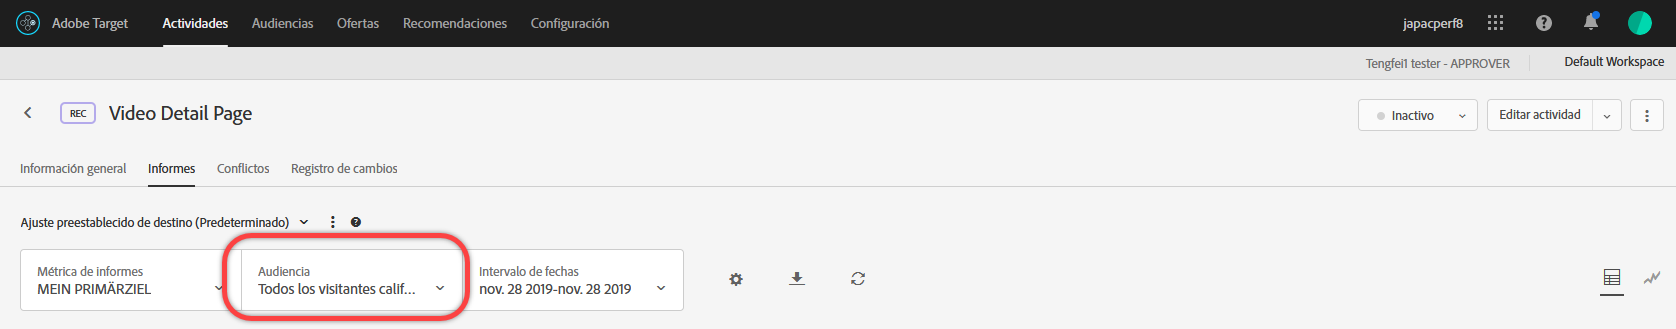 Adobe Target Actividades Audiencias Ofertas Recomendaciones Configuración japacperf8
Tengfei1 tester - APPROVER Default Workspace
REC Video Detail Page Inactivo Editar actividad
Información general Informes Conflictos Registro de cambios
Ajuste preestablecido de destino (Predeterminado)
Métrica de informes Audiencia Intervalo de fechas
MEIN PRIMÄRZIEL Todos los visitantes calif... nov. 28 2019-nov. 28 2019